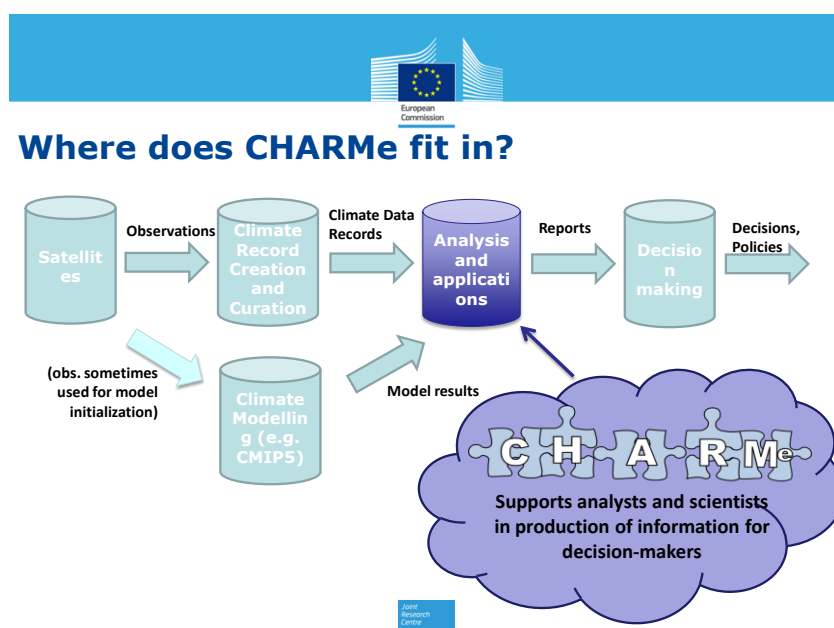 European
Commission
Where does CHARMe fit in?
Satellit
es
Observations
Climate
Record
Creation
and
Curation
Climate Data
Records
Analysis
and
applicati
ons
Reports
Decisio
n
making
Decisions,
Policies
(obs. sometimes
used for model
initialization)
Climate
Modellin
g (e.g.
CMIP5)
Model results
CHARMe
Supports analysts and scientists
in production of information for
decision-makers
Joint
Research
Centre